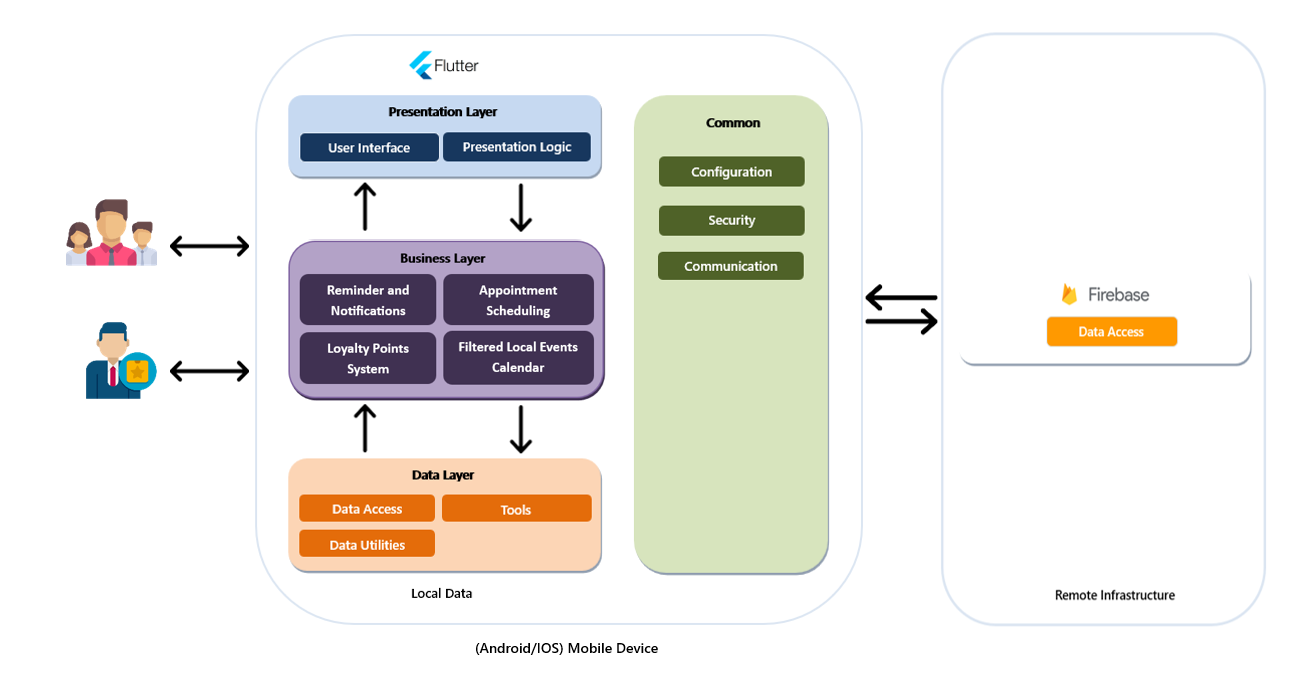 Flutter
Presentation Layer
User Interface
Presentation Logic
Business Layer
Reminder and
Notifications
Appointment
Scheduling
Loyalty Points
System
Filtered Local Events
Calendar
Data Layer
Data Access
Tools
Data Utilities
Local Data
Common
Configuration
Security
Communication
(Android/IOS) Mobile Device
Firebase
Data Access
Remote Infrastructure